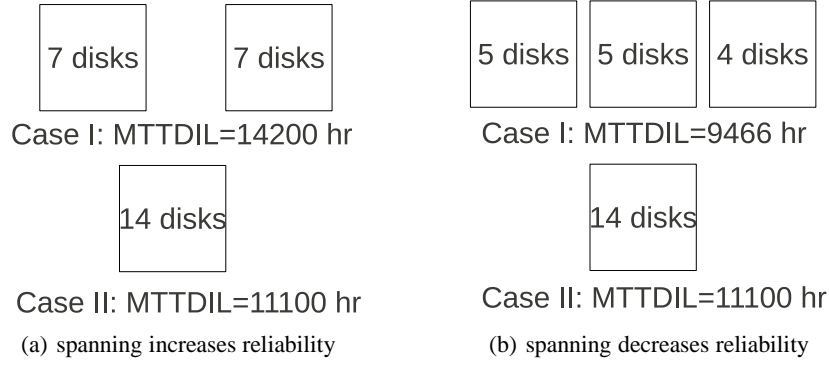 7 disks 7 disks
Case I: MTTDIL=14200 hr
14 disks
Case II: MTTDIL=11100 hr
(a) spanning increases reliability
5 disks 5 disks 4 disks
Case I: MTTDIL=9466 hr
14 disks
Case II: MTTDIL=11100 hr
(b) spanning decreases reliability